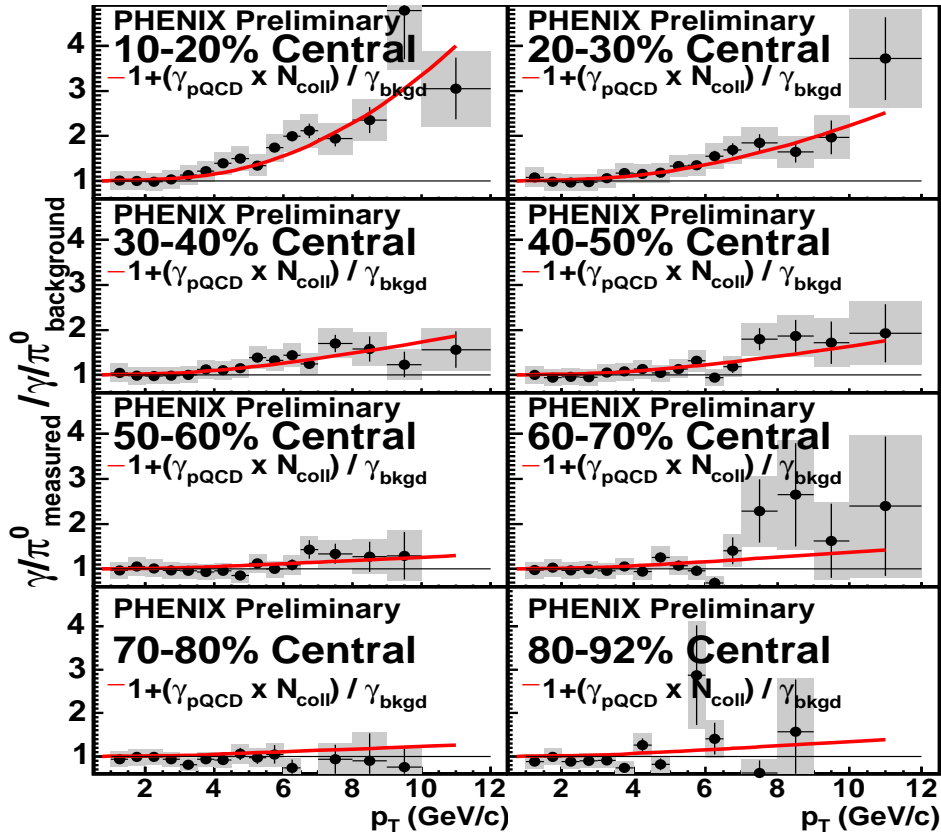 PHENIX Preliminary
10-20% Central
1+(γpQCD x Ncoll) / γbkgd
PHENIX Preliminary
20-30% Central
1+(γpQCD x Ncoll) / γbkgd
4
3
2
1
PHENIX Preliminary
30-40% Central
1+(γpQCD x Ncoll) / γbkgd
PHENIX Preliminary
40-50% Central
1+(γpQCD x Ncoll) / γbkgd
4
3
2
1
γ/π⁰measured /γ/π⁰background
PHENIX Preliminary
50-60% Central
1+(γpQCD x Ncoll) / γbkgd
PHENIX Preliminary
60-70% Central
1+(γpQCD x Ncoll) / γbkgd
4
3
2
1
PHENIX Preliminary
70-80% Central
1+(γpQCD x Ncoll) / γbkgd
PHENIX Preliminary
80-92% Central
1+(γpQCD x Ncoll) / γbkgd
4
3
2
1
2 4 6 8 10 12
2 4 6 8 10 12
pT (GeV/c)
pT (GeV/c)